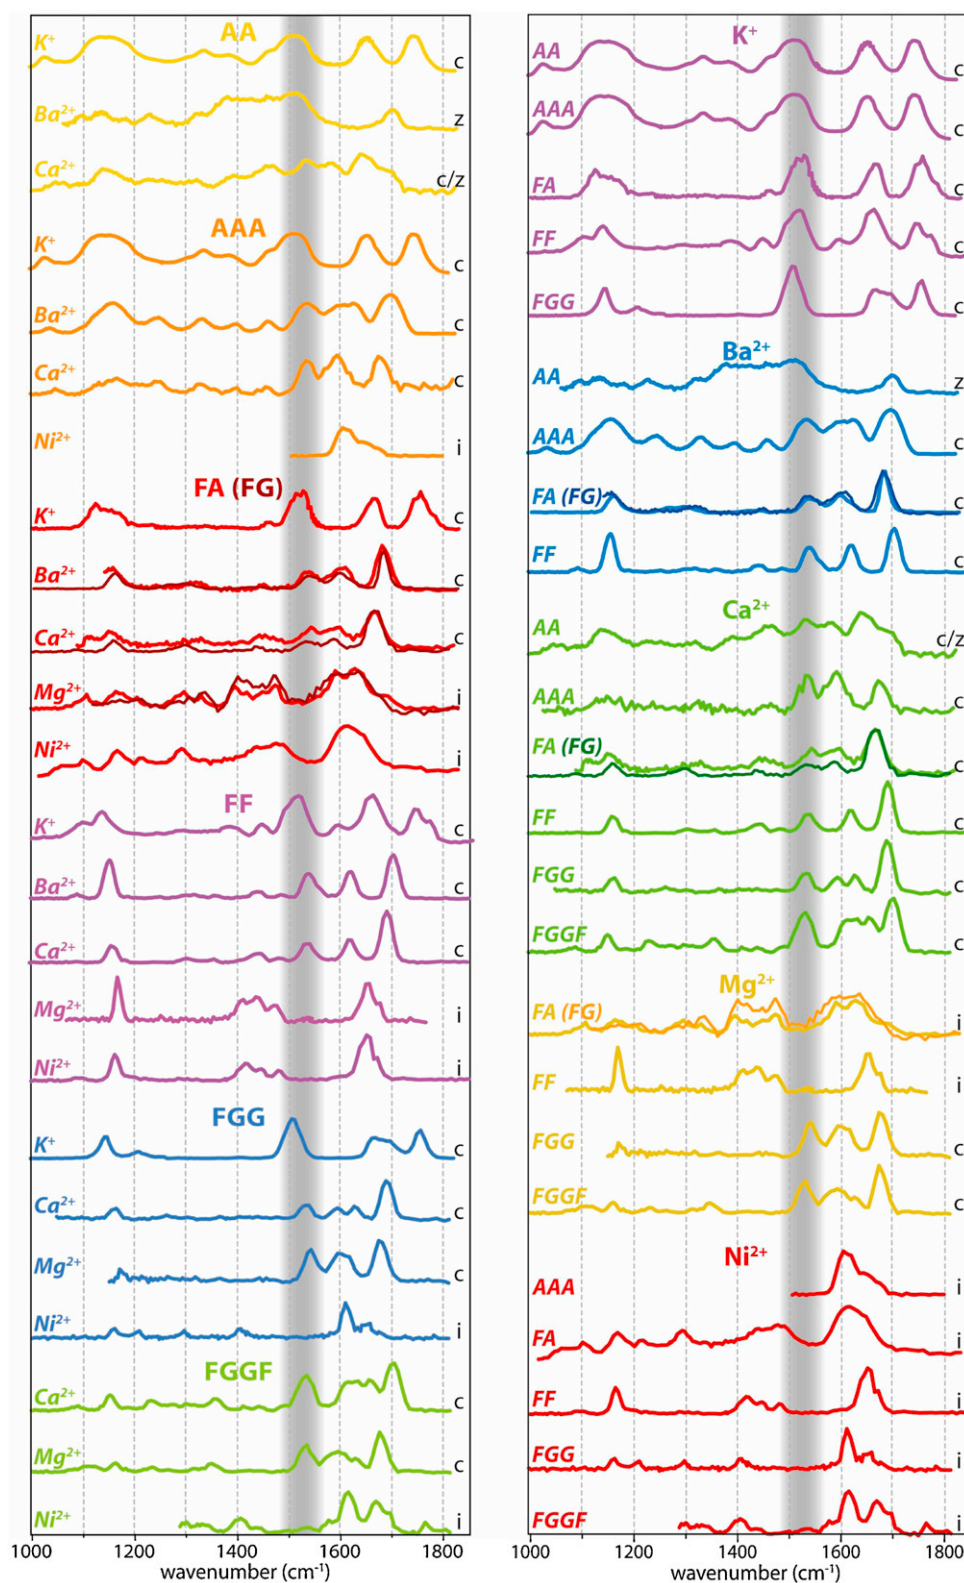 AA
K⁺ c
Ba²⁺ z
Ca²⁺ c/z
AAA
K⁺ c
Ba²⁺ c
Ca²⁺ c
Ni²⁺ i
FA (FG)
K⁺ c
Ba²⁺ c
Ca²⁺ c
Mg²⁺ i
Ni²⁺ i
FF
K⁺ c
Ba²⁺ c
Ca²⁺ c
Mg²⁺ i
Ni²⁺ i
FGG
K⁺ c
Ca²⁺ c
Mg²⁺ c
Ni²⁺ i
FGGF
Ca²⁺ c
Mg²⁺ c
Ni²⁺ i
1000 1200 1400 1600 1800
wavenumber (cm⁻¹)
K⁺
AA c
AAA c
FA c
FF c
FGG c
Ba²⁺
AA z
AAA c
FA (FG) c
FF c
Ca²⁺
AA c/z
AAA c
FA (FG) c
FF c
FGG c
FGGF c
Mg²⁺
FA (FG) i
FF i
FGG c
FGGF c
Ni²⁺
AAA i
FA i
FF i
FGG i
FGGF i
1000 1200 1400 1600 1800
wavenumber (cm⁻¹)